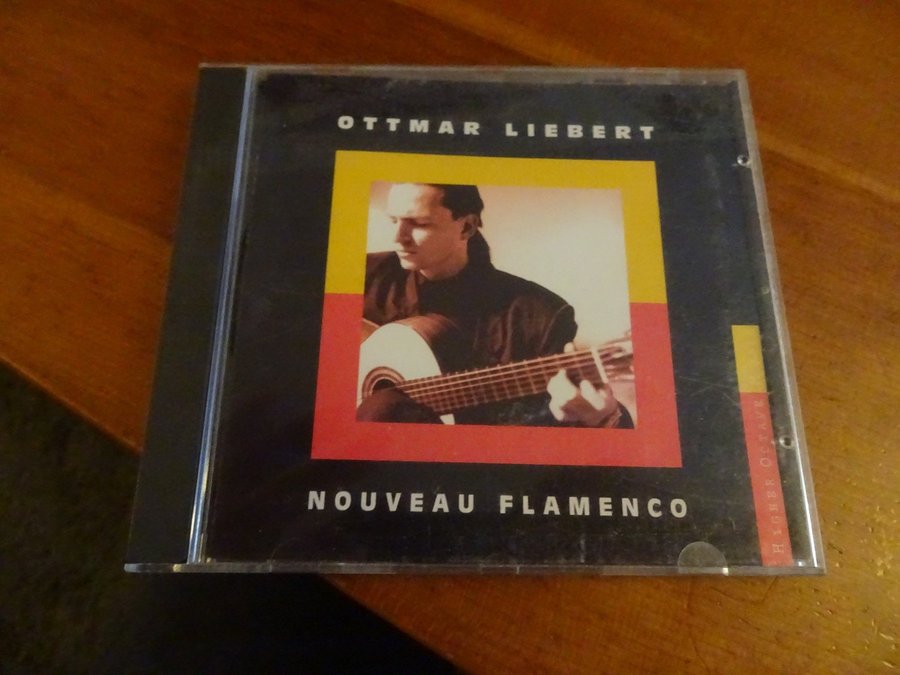 OTTMAR LIEBERT
NOUVEAU FLAMENCO
HIGHER OCTAVE